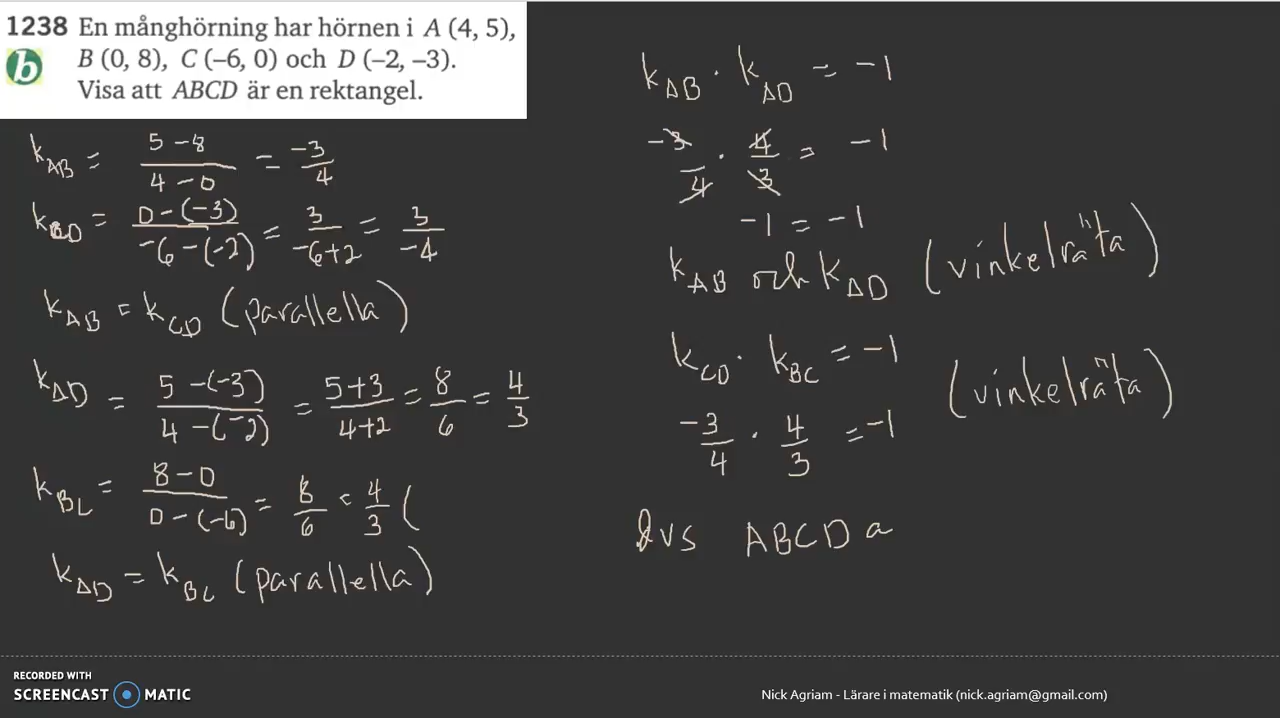 1238 En månghörning har hörnen i A (4, 5),
b B (0, 8), C (–6, 0) och D (–2, –3).
Visa att ABCD är en rektangel.
k_AB = (5-8)/(4-0) = -3/4
k_CD = (0-(-3))/(-6-(-2)) = 3/(-6+2) = 3/-4
k_AB = k_CD (parallella)
k_AD = (5-(-3))/(4-(-2)) = (5+3)/(4+2) = 8/6 = 4/3
k_BC = (8-0)/(0-(-6)) = 8/6 = 4/3 (
k_AD = k_BC (parallella)
k_AB · k_AD = -1
-3/4 · 4/3 = -1
-1 = -1
k_AB och k_AD (vinkelräta)
k_CD · k_BC = -1 (vinkelräta)
-3/4 · 4/3 = -1
dvs ABCD a
RECORDED WITH
SCREENCAST MATIC
Nick Agriam - Lärare i matematik (nick.agriam@gmail.com)